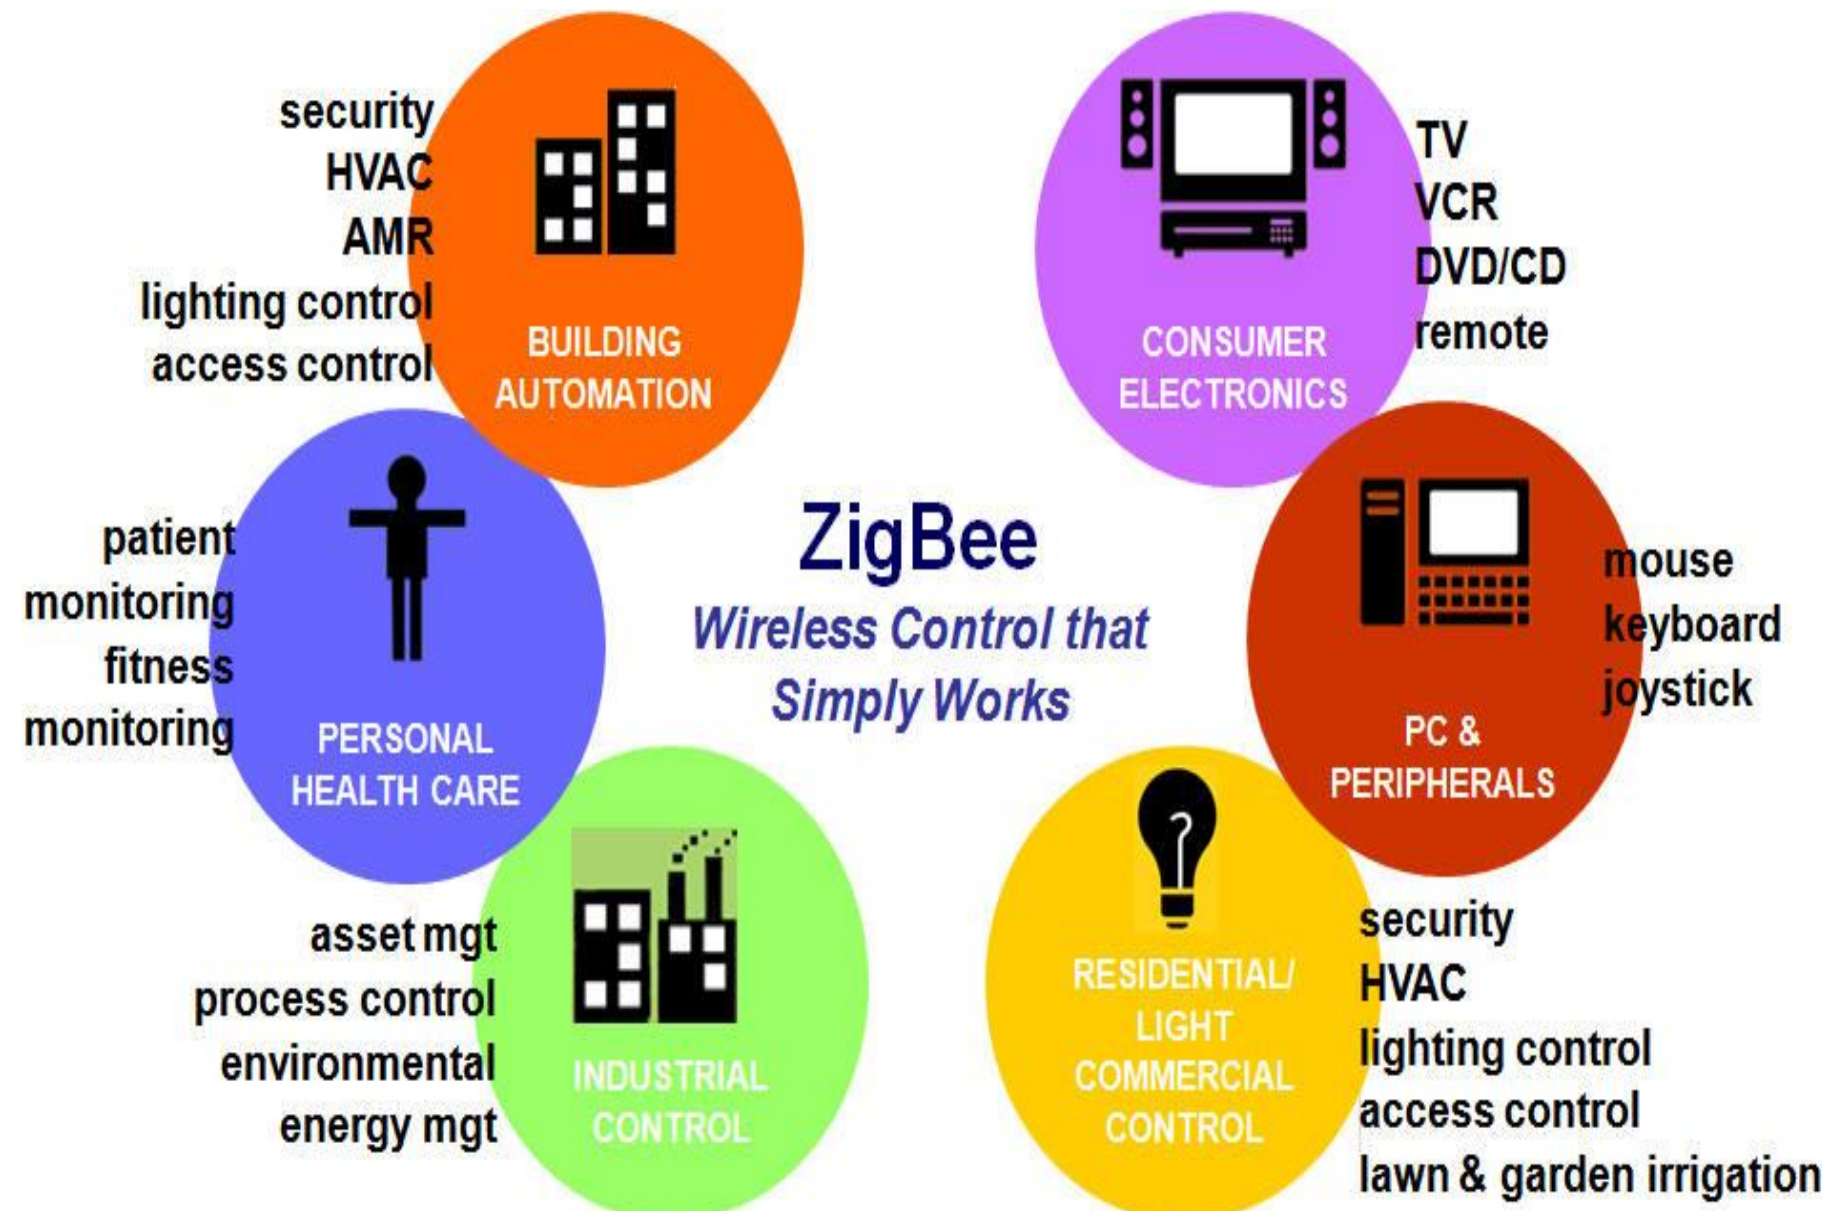 security
HVAC
AMR
lighting control
access control
BUILDING
AUTOMATION
CONSUMER
ELECTRONICS
TV
VCR
DVD/CD
remote
patient
monitoring
fitness
monitoring
PERSONAL
HEALTH CARE
ZigBee
Wireless Control that
Simply Works
PC &
PERIPHERALS
mouse
keyboard
joystick
asset mgt
process control
environmental
energy mgt
INDUSTRIAL
CONTROL
RESIDENTIAL/
LIGHT
COMMERCIAL
CONTROL
security
HVAC
lighting control
access control
lawn & garden irrigation